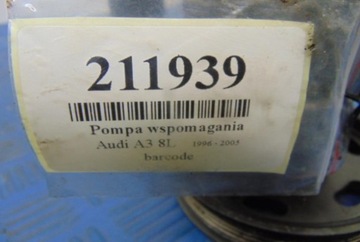 211939
Pompa wspomagania
Audi A3 8L 1996 - 2003
barcode